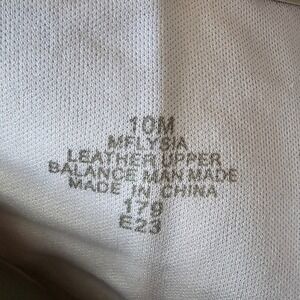 10M
MFLYSIA
LEATHER UPPER
BALANCE MAN MADE
MADE IN CHINA
179
E23